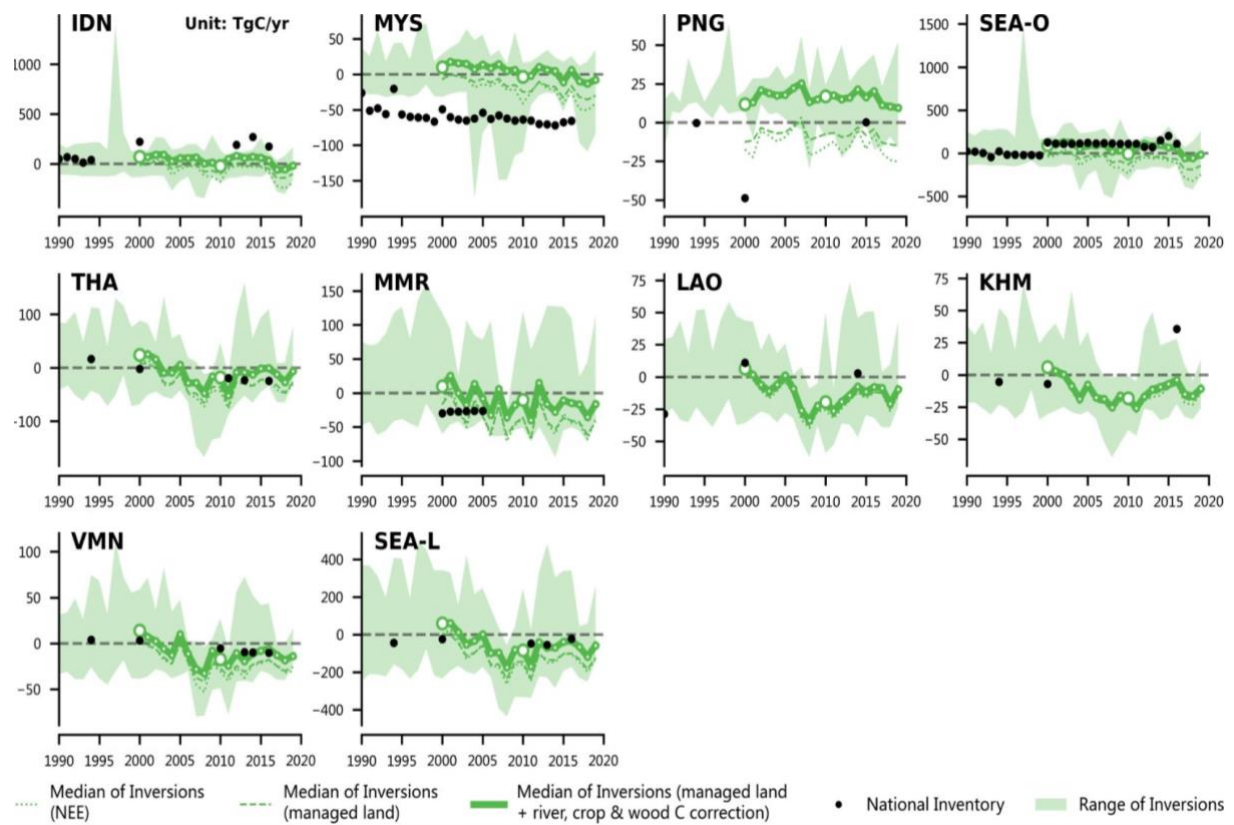 IDN Unit: TgC/yr
1000
500
0
1990 1995 2000 2005 2010 2015 2020
MYS
50
0
−50
−100
−150
1990 1995 2000 2005 2010 2015 2020
PNG
50
25
0
−25
−50
1990 1995 2000 2005 2010 2015 2020
SEA-O
1500
1000
500
0
−500
1990 1995 2000 2005 2010 2015 2020
THA
100
0
-100
1990 1995 2000 2005 2010 2015 2020
MMR
150
100
50
0
−50
−100
1990 1995 2000 2005 2010 2015 2020
LAO
75
50
25
0
−25
−50
1990 1995 2000 2005 2010 2015 2020
KHM
75
50
25
0
−25
−50
1990 1995 2000 2005 2010 2015 2020
VMN
100
50
0
−50
1990 1995 2000 2005 2010 2015 2020
SEA-L
400
200
0
−200
−400
1990 1995 2000 2005 2010 2015 2020
Median of Inversions
(NEE)
Median of Inversions
(managed land)
Median of Inversions (managed land
+ river, crop & wood C correction)
National Inventory
Range of Inversions